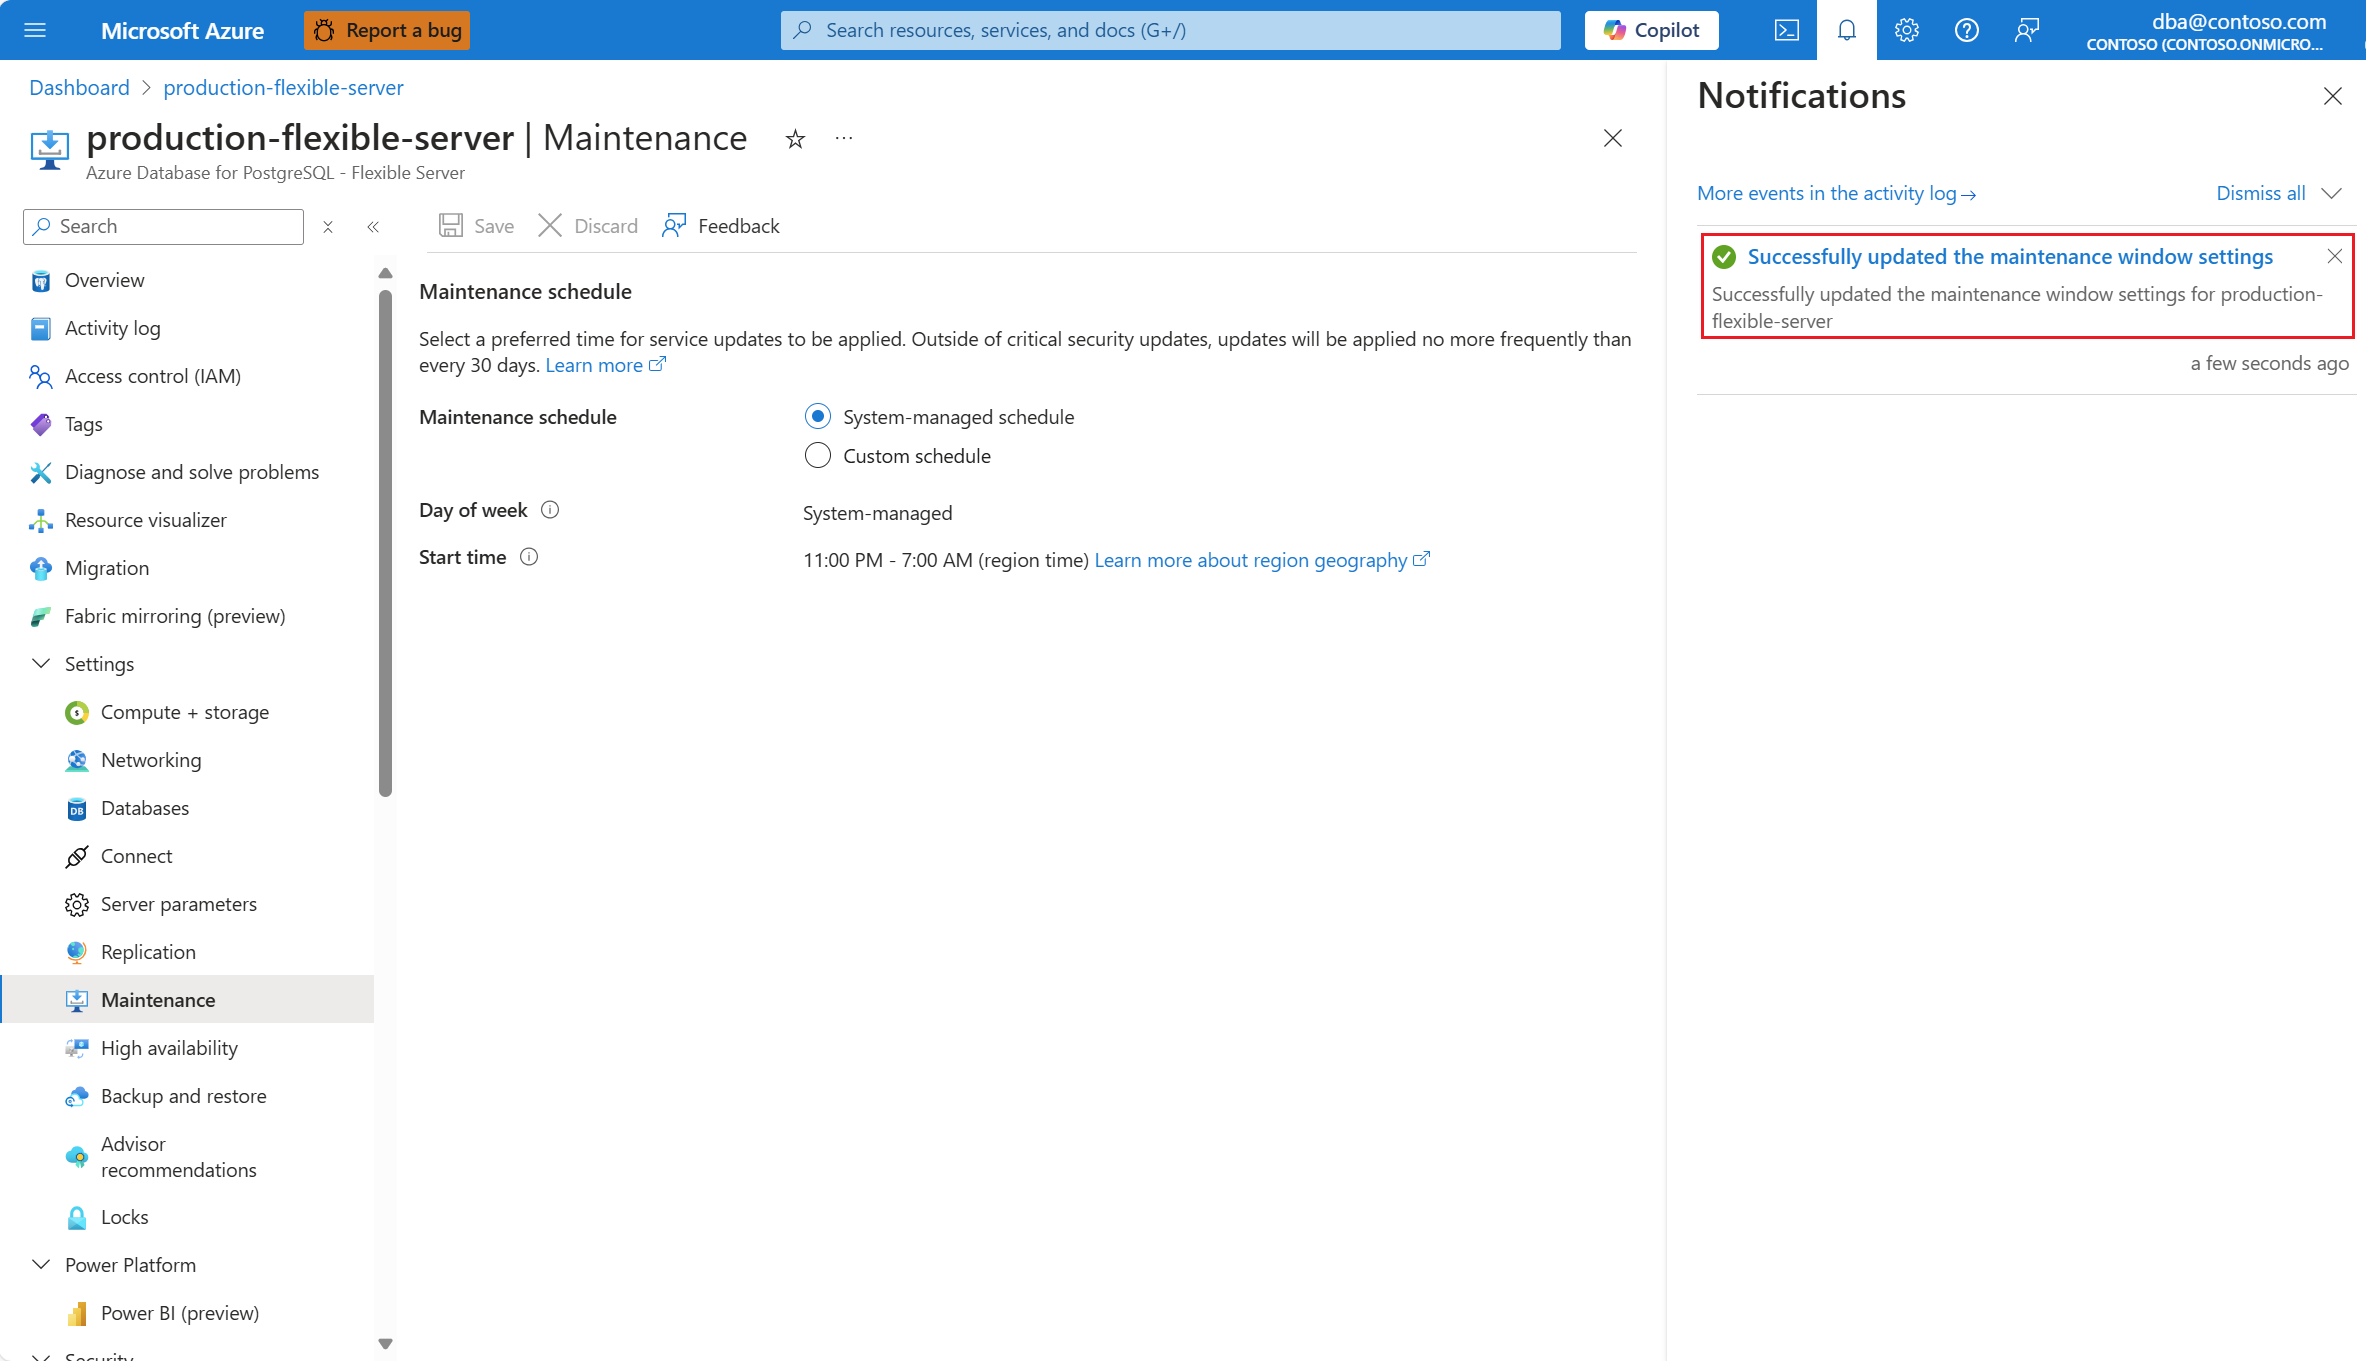 Microsoft Azure
Report a bug
Search resources, services, and docs (G+/)
Copilot
dba@contoso.com
CONTOSO (CONTOSO.ONMICRO...
Dashboard > production-flexible-server
production-flexible-server | Maintenance
Azure Database for PostgreSQL - Flexible Server
Search
Overview
Activity log
Access control (IAM)
Tags
Diagnose and solve problems
Resource visualizer
Migration
Fabric mirroring (preview)
Settings
Compute + storage
Networking
Databases
Connect
Server parameters
Replication
Maintenance
High availability
Backup and restore
Advisor
recommendations
Locks
Power Platform
Power BI (preview)
Security
Save
Discard
Feedback
Maintenance schedule
Select a preferred time for service updates to be applied. Outside of critical security updates, updates will be applied no more frequently than
every 30 days. Learn more
Maintenance schedule
System-managed schedule
Custom schedule
Day of week
System-managed
Start time
11:00 PM - 7:00 AM (region time) Learn more about region geography
Notifications
More events in the activity log →
Dismiss all
Successfully updated the maintenance window settings
Successfully updated the maintenance window settings for production-
flexible-server
a few seconds ago